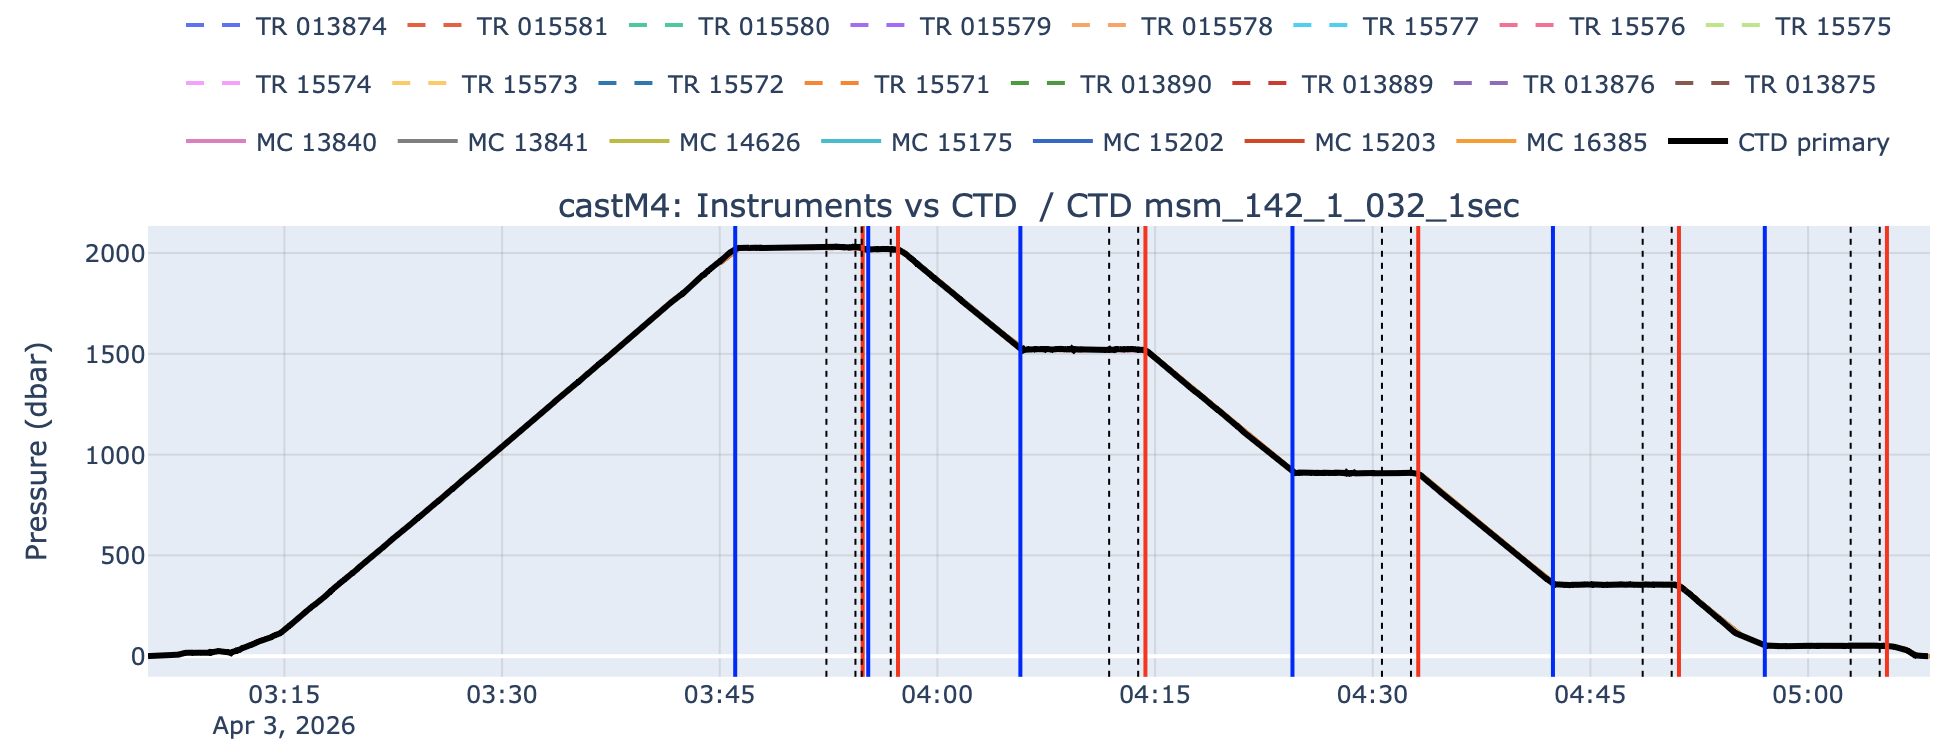 TR 013874 TR 015581 TR 015580 TR 015579 TR 015578 TR 15577 TR 15576 TR 15575
TR 15574 TR 15573 TR 15572 TR 15571 TR 013890 TR 013889 TR 013876 TR 013875
MC 13840 MC 13841 MC 14626 MC 15175 MC 15202 MC 15203 MC 16385 CTD primary
castM4: Instruments vs CTD / CTD msm_142_1_032_1sec
Pressure (dbar)
2000
1500
1000
500
0
03:15 03:30 03:45 04:00 04:15 04:30 04:45 05:00
Apr 3, 2026